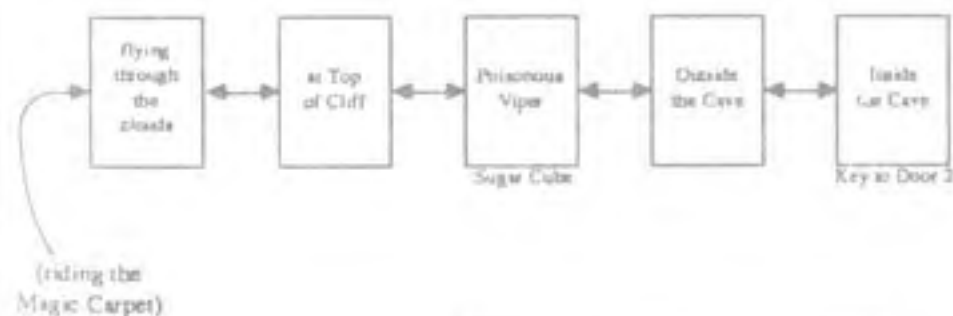 flying
through
the
clouds
at Top
of Cliff
Poisonous
Viper
Outside
the Cave
Inside
the Cave
Sugar Cube
Key to Door 2
(riding the
Magic Carpet)